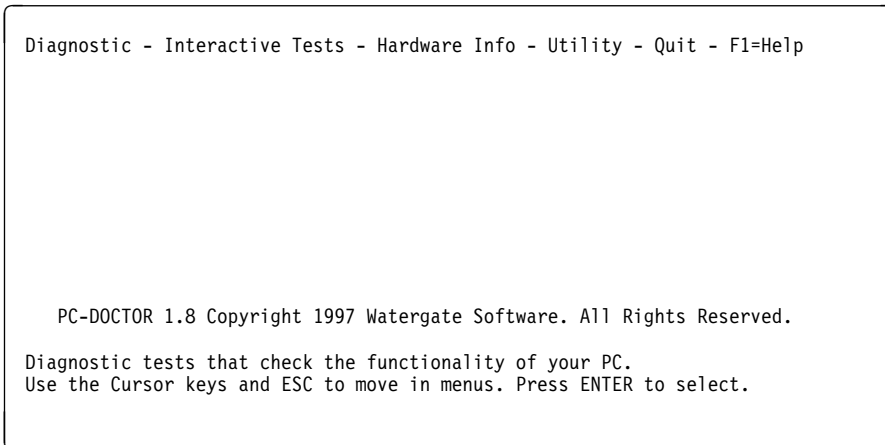 Diagnostic - Interactive Tests - Hardware Info - Utility - Quit - F1=Help
PC-DOCTOR 1.8 Copyright 1997 Watergate Software. All Rights Reserved.
Diagnostic tests that check the functionality of your PC.
Use the Cursor keys and ESC to move in menus. Press ENTER to select.